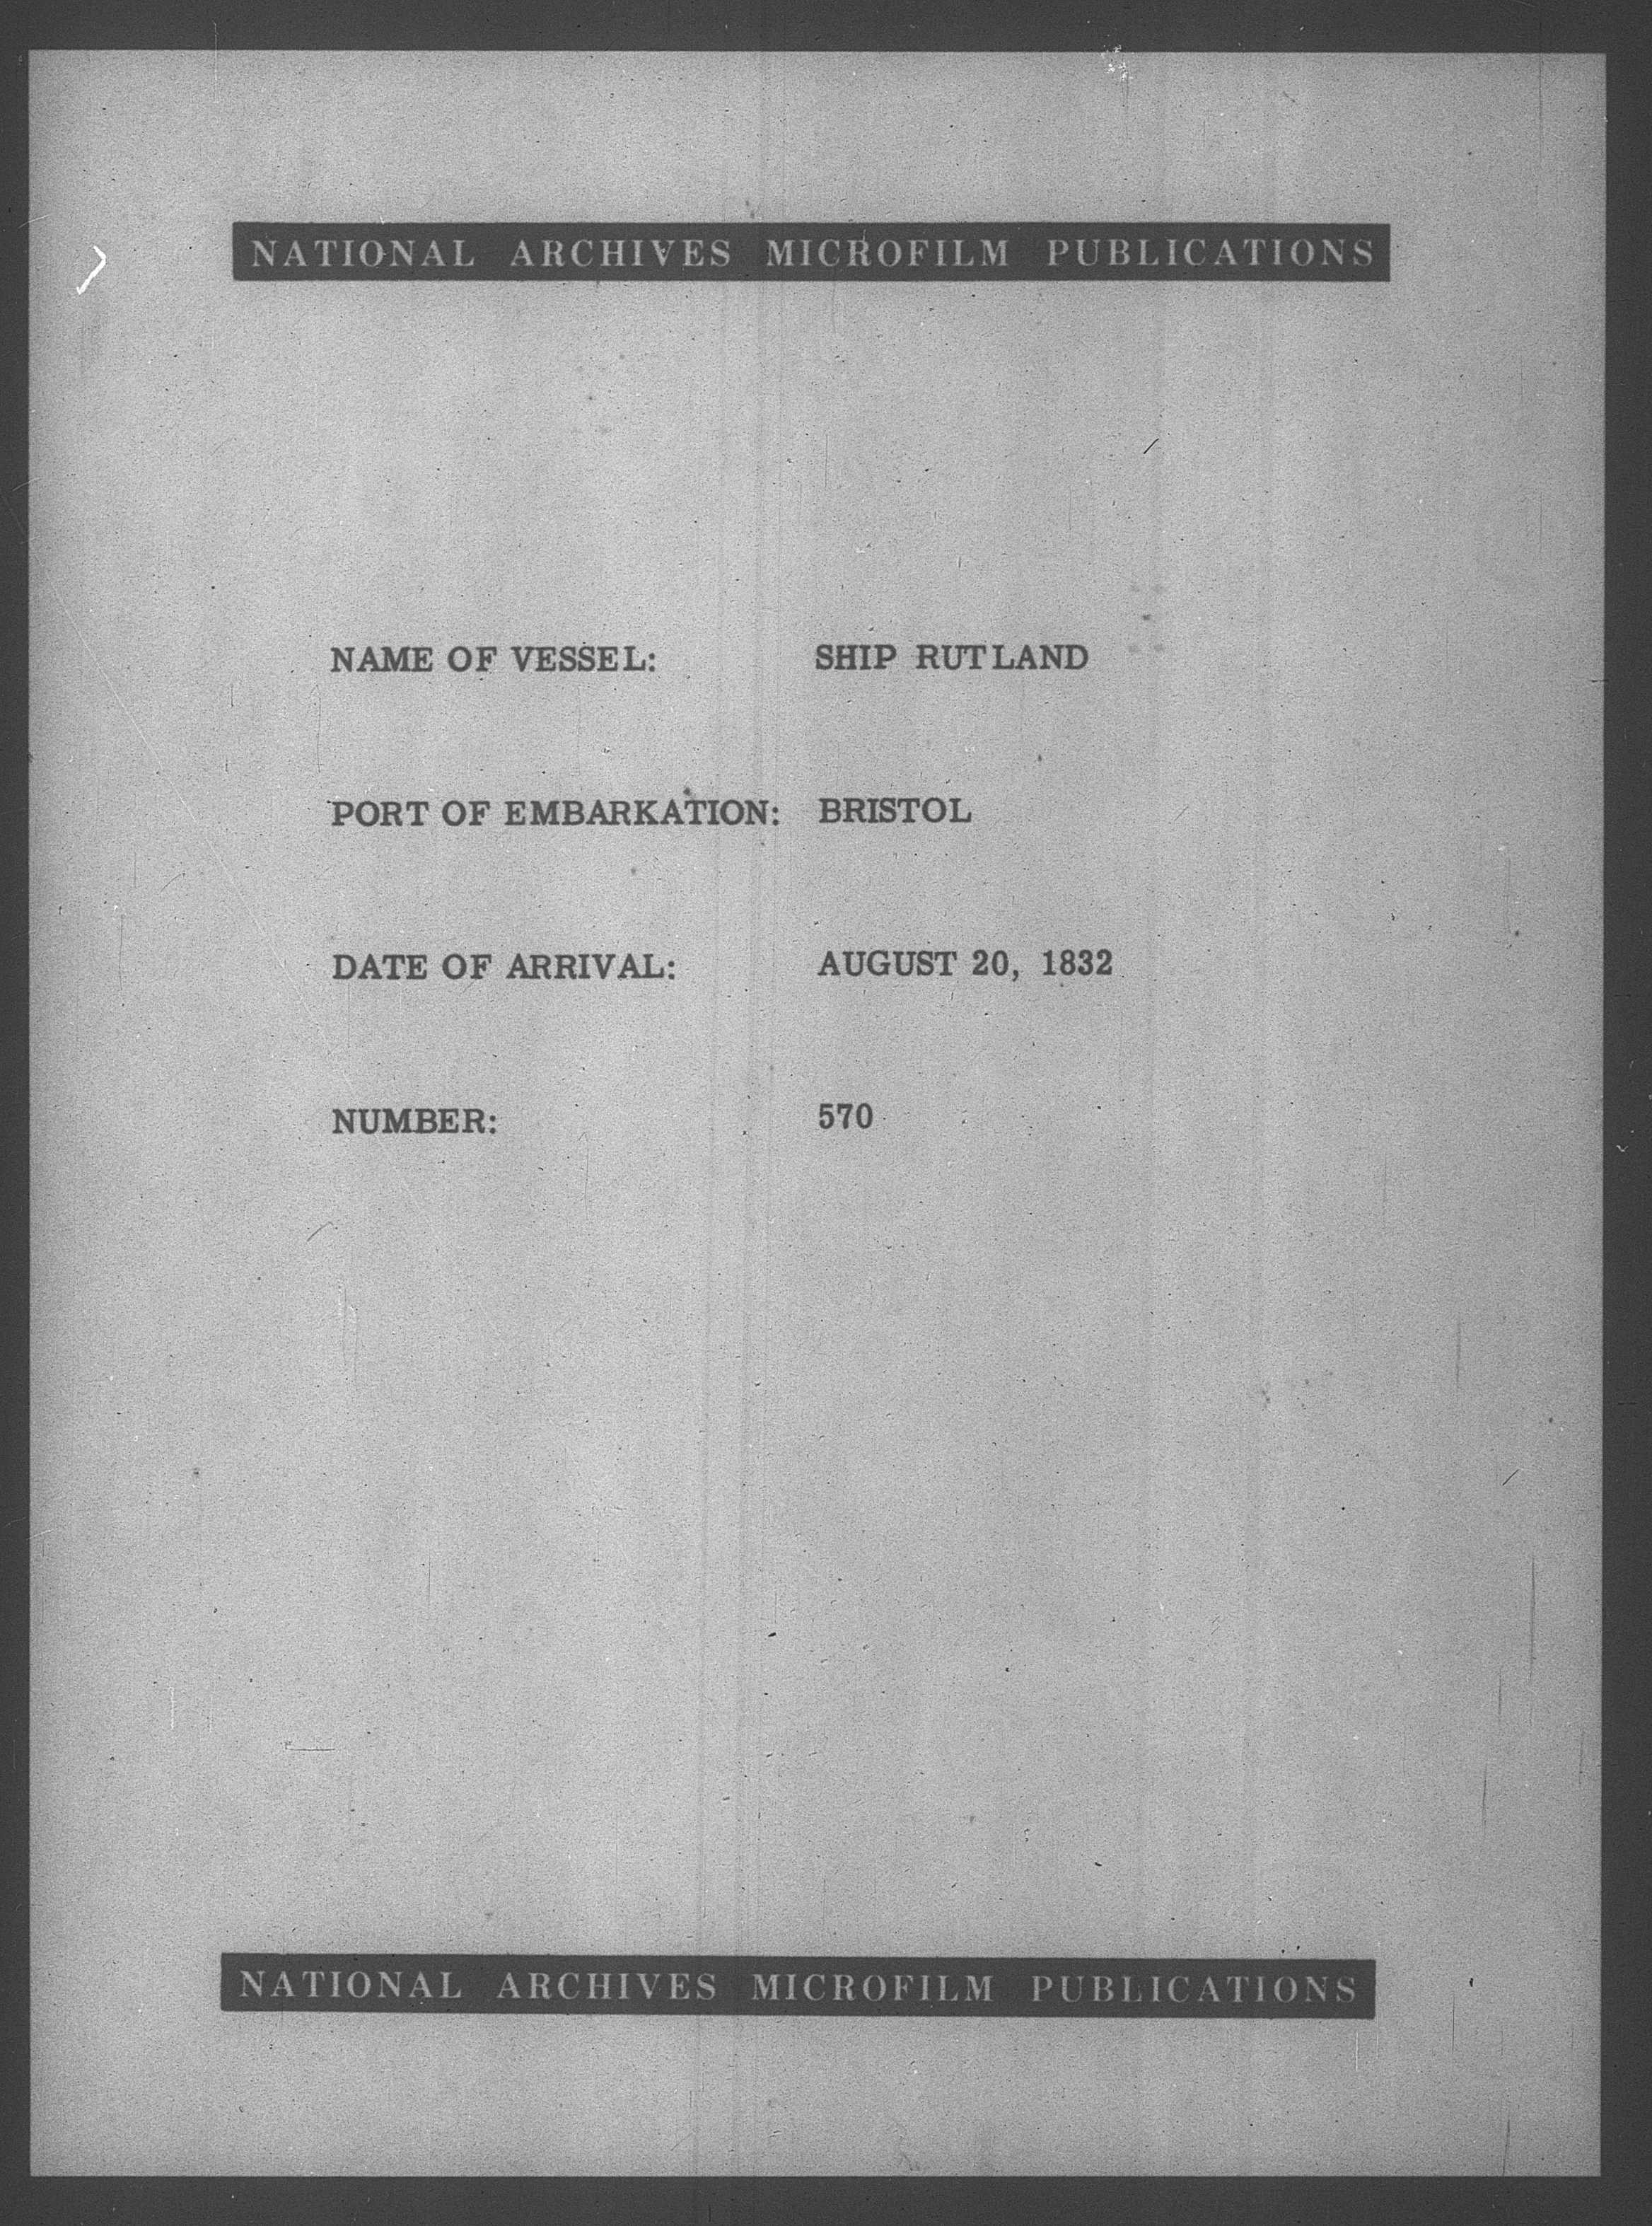 NATIONAL ARCHIVES MICROFILM PUBLICATIONS
NAME OF VESSEL: SHIP RUTLAND
PORT OF EMBARKATION: BRISTOL
DATE OF ARRIVAL: AUGUST 20, 1832
NUMBER: 570
NATIONAL ARCHIVES MICROFILM PUBLICATIONS